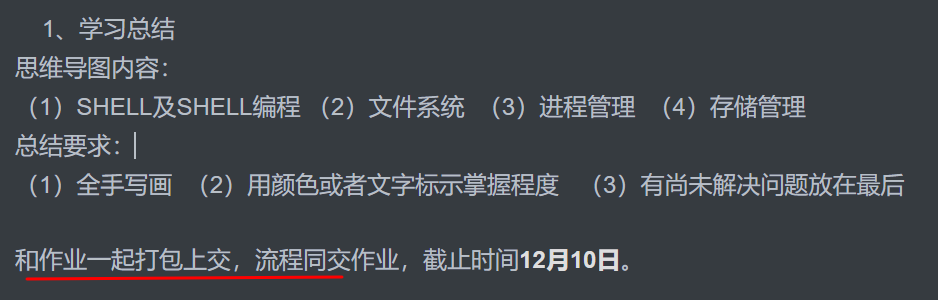 1、学习总结
思维导图内容：
（1）SHELL及SHELL编程 （2）文件系统 （3）进程管理 （4）存储管理
总结要求：
（1）全手写画 （2）用颜色或者文字标示掌握程度 （3）有尚未解决问题放在最后
和作业一起打包上交，流程同交作业，截止时间12月10日。